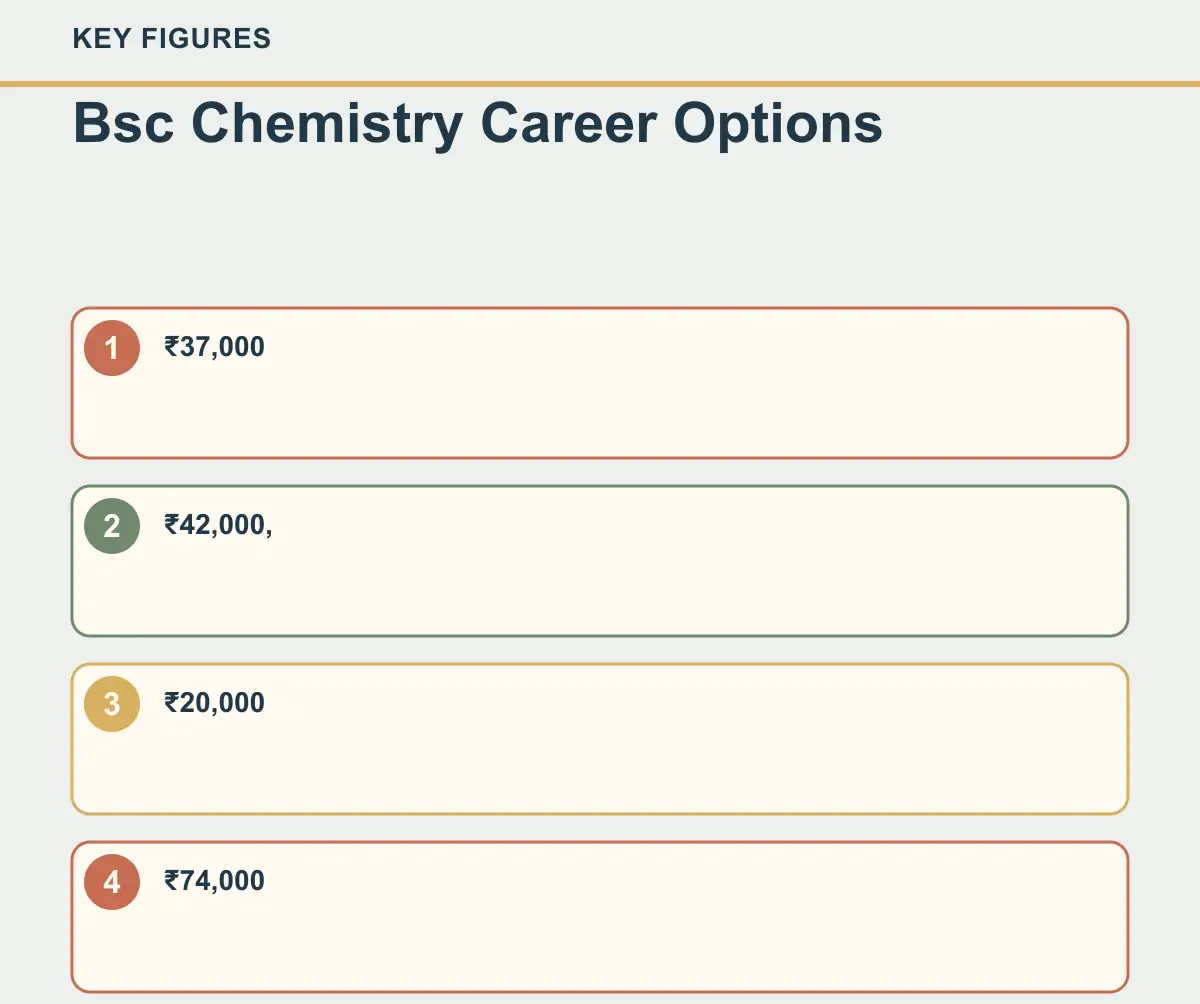 KEY FIGURES
Bsc Chemistry Career Options
1 ₹37,000
2 ₹42,000,
3 ₹20,000
4 ₹74,000